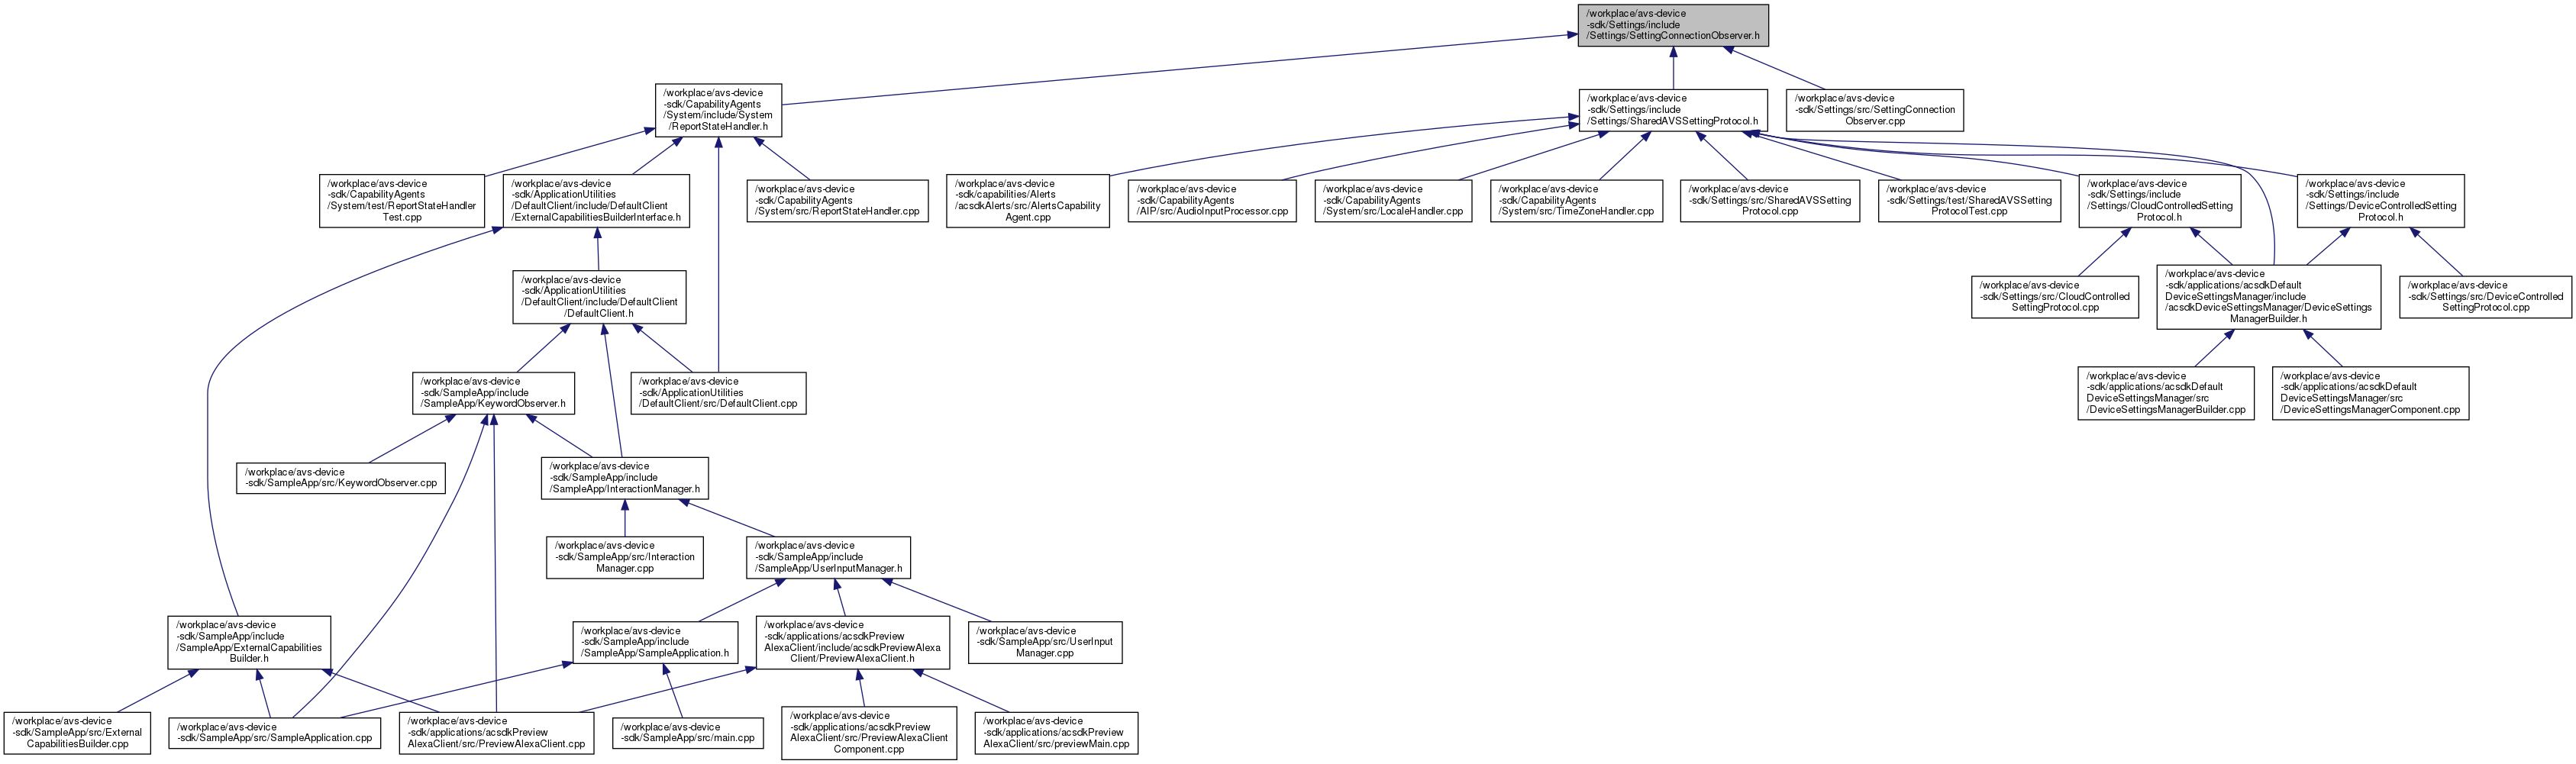 /workplace/avs-device
-sdk/Settings/include
/Settings/SettingConnectionObserver.h
/workplace/avs-device
-sdk/CapabilityAgents
/System/include/System
/ReportStateHandler.h
/workplace/avs-device
-sdk/Settings/include
/Settings/SharedAVSSettingProtocol.h
/workplace/avs-device
-sdk/Settings/src/SettingConnection
Observer.cpp
/workplace/avs-device
-sdk/CapabilityAgents
/System/test/ReportStateHandler
Test.cpp
/workplace/avs-device
-sdk/ApplicationUtilities
/DefaultClient/include/DefaultClient
/ExternalCapabilitiesBuilderInterface.h
/workplace/avs-device
-sdk/CapabilityAgents
/System/src/ReportStateHandler.cpp
/workplace/avs-device
-sdk/capabilities/Alerts
/acsdkAlerts/src/AlertsCapability
Agent.cpp
/workplace/avs-device
-sdk/CapabilityAgents
/AIP/src/AudioInputProcessor.cpp
/workplace/avs-device
-sdk/CapabilityAgents
/System/src/LocaleHandler.cpp
/workplace/avs-device
-sdk/CapabilityAgents
/System/src/TimeZoneHandler.cpp
/workplace/avs-device
-sdk/Settings/src/SharedAVSSetting
Protocol.cpp
/workplace/avs-device
-sdk/Settings/test/SharedAVSSetting
ProtocolTest.cpp
/workplace/avs-device
-sdk/Settings/include
/Settings/CloudControlledSetting
Protocol.h
/workplace/avs-device
-sdk/Settings/include
/Settings/DeviceControlledSetting
Protocol.h
/workplace/avs-device
-sdk/ApplicationUtilities
/DefaultClient/include/DefaultClient
/DefaultClient.h
/workplace/avs-device
-sdk/Settings/src/CloudControlled
SettingProtocol.cpp
/workplace/avs-device
-sdk/applications/acsdkDefault
DeviceSettingsManager/include
/acsdkDeviceSettingsManager/DeviceSettings
ManagerBuilder.h
/workplace/avs-device
-sdk/Settings/src/DeviceControlled
SettingProtocol.cpp
/workplace/avs-device
-sdk/SampleApp/include
/SampleApp/KeywordObserver.h
/workplace/avs-device
-sdk/ApplicationUtilities
/DefaultClient/src/DefaultClient.cpp
/workplace/avs-device
-sdk/applications/acsdkDefault
DeviceSettingsManager/src
/DeviceSettingsManagerBuilder.cpp
/workplace/avs-device
-sdk/applications/acsdkDefault
DeviceSettingsManager/src
/DeviceSettingsManagerComponent.cpp
/workplace/avs-device
-sdk/SampleApp/src/KeywordObserver.cpp
/workplace/avs-device
-sdk/SampleApp/include
/SampleApp/InteractionManager.h
/workplace/avs-device
-sdk/SampleApp/src/Interaction
Manager.cpp
/workplace/avs-device
-sdk/SampleApp/include
/SampleApp/UserInputManager.h
/workplace/avs-device
-sdk/SampleApp/include
/SampleApp/ExternalCapabilities
Builder.h
/workplace/avs-device
-sdk/SampleApp/include
/SampleApp/SampleApplication.h
/workplace/avs-device
-sdk/applications/acsdkPreview
AlexaClient/include/acsdkPreviewAlexa
Client/PreviewAlexaClient.h
/workplace/avs-device
-sdk/SampleApp/src/UserInput
Manager.cpp
/workplace/avs-device
-sdk/SampleApp/src/External
CapabilitiesBuilder.cpp
/workplace/avs-device
-sdk/SampleApp/src/SampleApplication.cpp
/workplace/avs-device
-sdk/applications/acsdkPreview
AlexaClient/src/PreviewAlexaClient.cpp
/workplace/avs-device
-sdk/SampleApp/src/main.cpp
/workplace/avs-device
-sdk/applications/acsdkPreview
AlexaClient/src/PreviewAlexaClient
Component.cpp
/workplace/avs-device
-sdk/applications/acsdkPreview
AlexaClient/src/previewMain.cpp